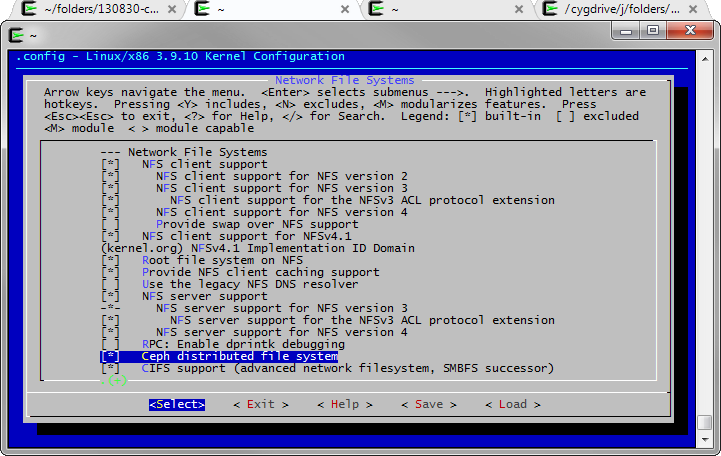 ~/folders/130830-c... ~ ~ /cygdrive/j/folders/...
~
.config - Linux/x86 3.9.10 Kernel Configuration
Network File Systems
Arrow keys navigate the menu.  <Enter> selects submenus --->.  Highlighted letters are
hotkeys.  Pressing <Y> includes, <N> excludes, <M> modularizes features.  Press
<Esc><Esc> to exit, <?> for Help, </> for Search.  Legend: [*] built-in  [ ] excluded
<M> module  < > module capable
--- Network File Systems
[*]   NFS client support
[*]     NFS client support for NFS version 2
[*]     NFS client support for NFS version 3
[*]       NFS client support for the NFSv3 ACL protocol extension
[*]     NFS client support for NFS version 4
[ ]     Provide swap over NFS support
[*]   NFS client support for NFSv4.1
(kernel.org) NFSv4.1 Implementation ID Domain
[*]   Root file system on NFS
[*]   Provide NFS client caching support
[ ]   Use the legacy NFS DNS resolver
[*]   NFS server support
-*-     NFS server support for NFS version 3
[*]       NFS server support for the NFSv3 ACL protocol extension
[*]     NFS server support for NFS version 4
[ ]   RPC: Enable dprintk debugging
[*]   Ceph distributed file system
[*]   CIFS support (advanced network filesystem, SMBFS successor)
.(+)
<Select>    < Exit >    < Help >    < Save >    < Load >